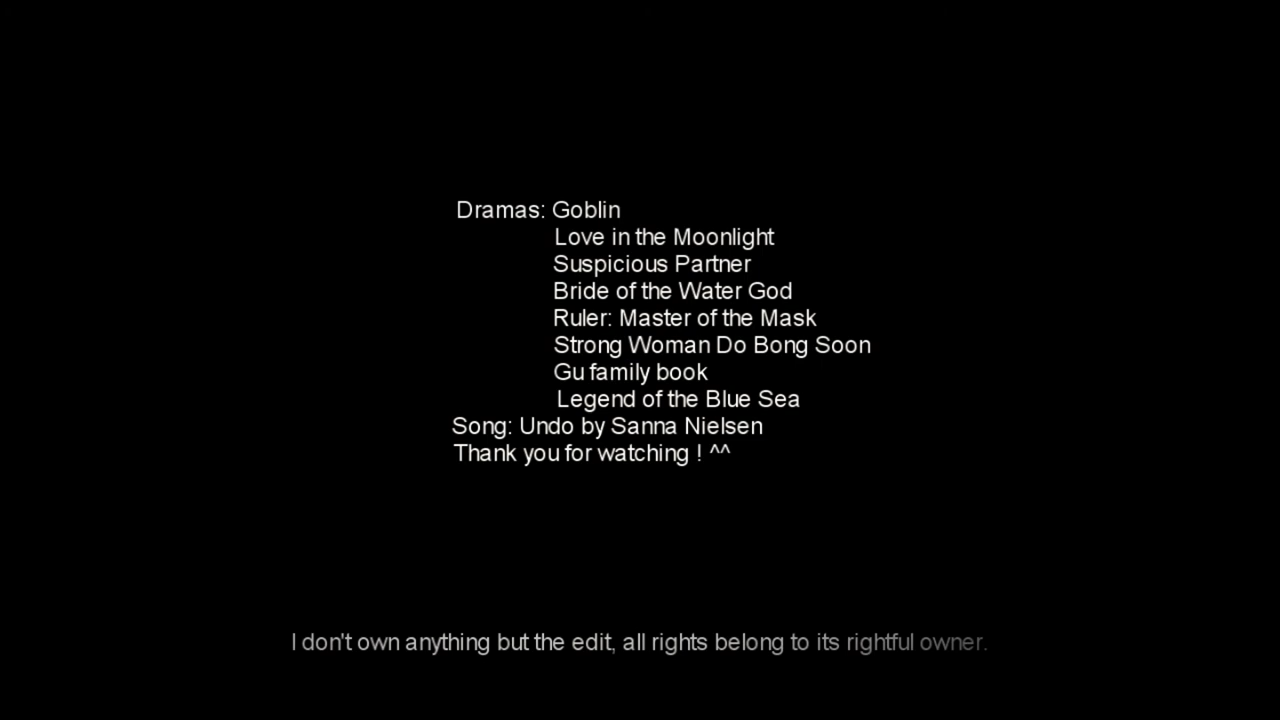 Dramas: Goblin
Love in the Moonlight
Suspicious Partner
Bride of the Water God
Ruler: Master of the Mask
Strong Woman Do Bong Soon
Gu family book
Legend of the Blue Sea
Song: Undo by Sanna Nielsen
Thank you for watching ! ^^
I don't own anything but the edit, all rights belong to its rightful owner.